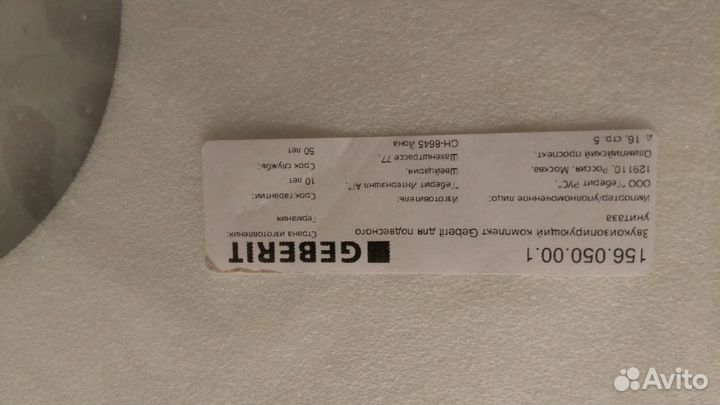 156.050.00.1
GEBERIT
Звукоизолирующий комплект Geberit для подвесного
унитаза
Импортер/уполномоченное лицо:
ООО "Геберит РУС".
129110, Россия, Москва,
Олимпийский проспект,
д. 16, стр. 5
Изготовитель:
"Геберит Интернэшнл АГ",
Швейцария,
Шахенштрассе 77,
CH-8645 Йона
Страна изготовления:
Германия
Срок гарантии:
10 лет
Срок службы:
50 лет
Avito